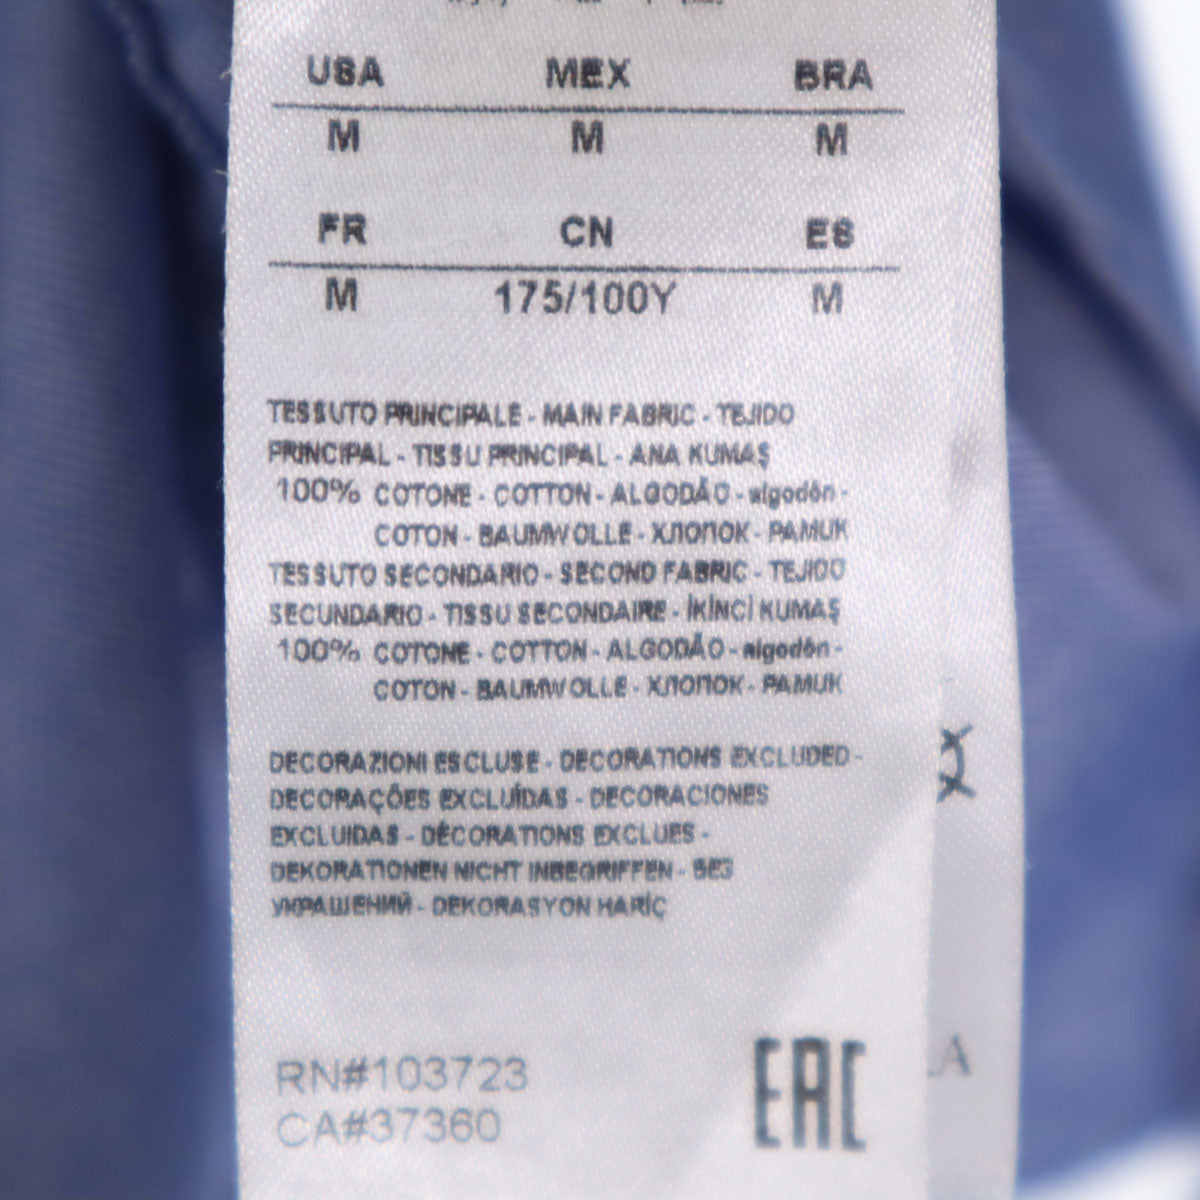 USA MEX BRA
M M M
FR CN ES
M 175/100Y M
TESSUTO PRINCIPALE - MAIN FABRIC - TEJIDO
PRINCIPAL - TISSU PRINCIPAL - ANA KUMAŞ
100% COTONE - COTTON - ALGODÃO - algodón -
COTON - BAUMWOLLE - ХЛОПОК - PAMUK
TESSUTO SECONDARIO - SECOND FABRIC - TEJIDO
SECUNDARIO - TISSU SECONDAIRE - İKİNCİ KUMAŞ
100% COTONE - COTTON - ALGODÃO - algodón -
COTON - BAUMWOLLE - ХЛОПОК - PAMUK
DECORAZIONI ESCLUSE - DECORATIONS EXCLUDED -
DECORAÇÕES EXCLUÍDAS - DECORACIONES
EXCLUIDAS - DÉCORATIONS EXCLUES -
DEKORATIONEN NICHT INBEGRIFFEN - БЕЗ
УКРАШЕНИЙ - DEKORASYON HARİÇ
RN#103723
CA#37360
EAC